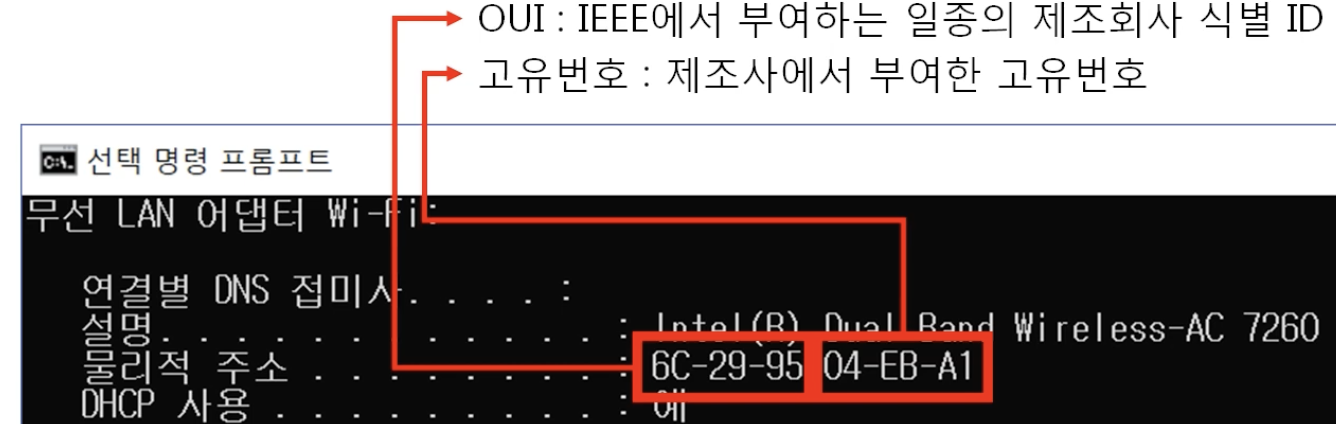 OUI : IEEE에서 부여하는 일종의 제조회사 식별 ID
고유번호 : 제조사에서 부여한 고유번호
선택 명령 프롬프트
무선 LAN 어댑터 Wi-Fi:
연결별 DNS 접미사. . . . :
설명. . . . . . . . . . . . : Intel(R) Dual Band Wireless-AC 7260
물리적 주소 . . . . . . . . : 6C-29-95 04-EB-A1
DHCP 사용 . . . . . . . . . : 예